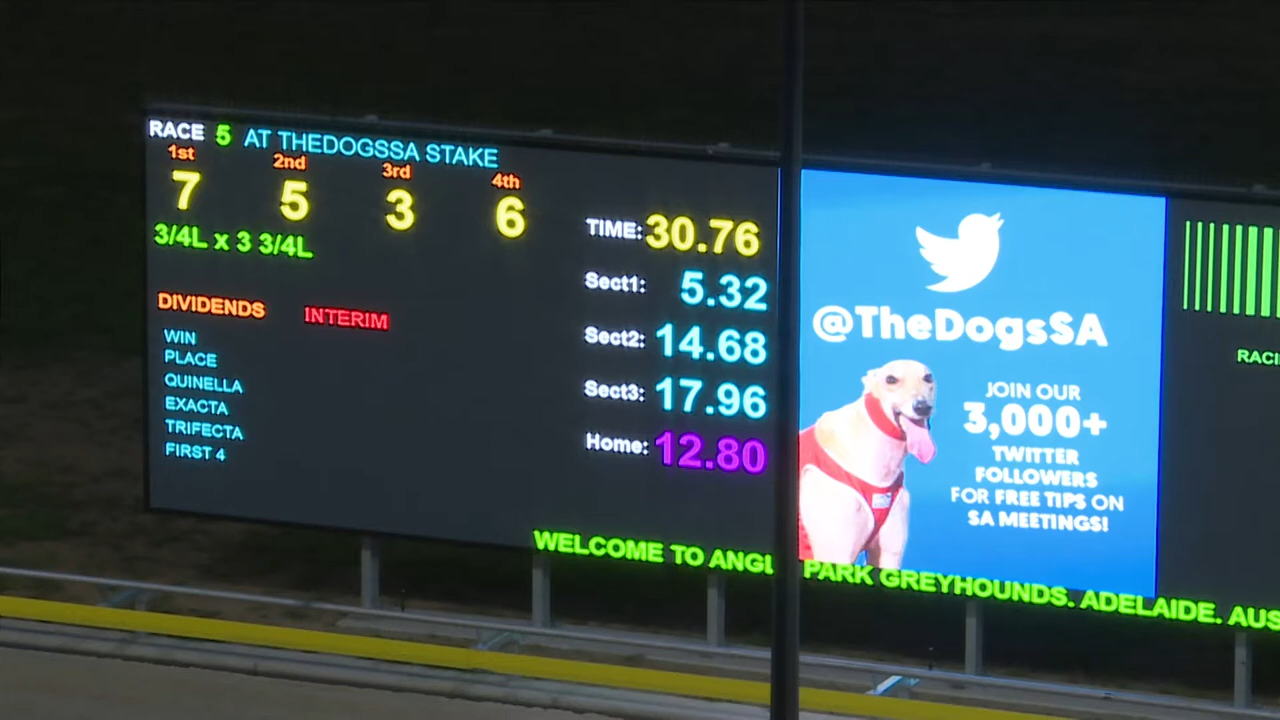 RACE 5 AT THEDOGSSA STAKE
1st 2nd 3rd 4th
7 5 3 6
3/4L x 3 3/4L
TIME: 30.76
Sect1: 5.32
Sect2: 14.68
Sect3: 17.96
Home: 12.80
DIVIDENDS INTERIM
WIN
PLACE
QUINELLA
EXACTA
TRIFECTA
FIRST 4
@TheDogsSA
JOIN OUR
3,000+
TWITTER
FOLLOWERS
FOR FREE TIPS ON
SA MEETINGS!
RACI
WELCOME TO ANGL PARK GREYHOUNDS. ADELAIDE. AUS